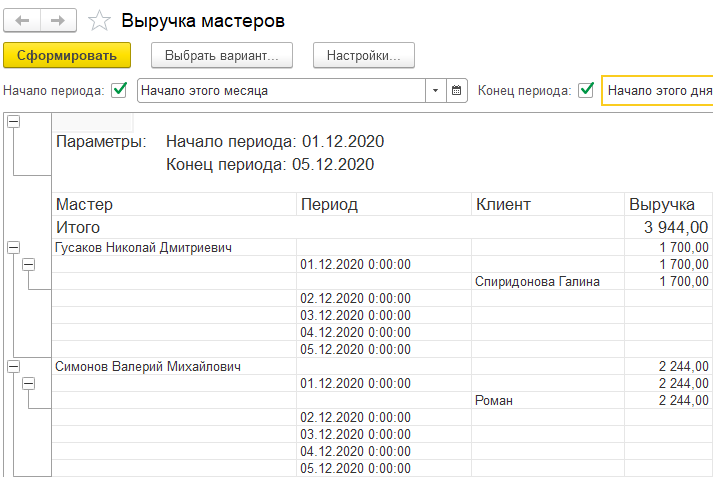 Выручка мастеров
Сформировать Выбрать вариант... Настройки...
Начало периода: Начало этого месяца Конец периода: Начало этого дня
Параметры: Начало периода: 01.12.2020
Конец периода: 05.12.2020
Мастер Период Клиент Выручка
Итого 3 944,00
Гусаков Николай Дмитриевич 1 700,00
01.12.2020 0:00:00 1 700,00
Спиридонова Галина 1 700,00
02.12.2020 0:00:00
03.12.2020 0:00:00
04.12.2020 0:00:00
05.12.2020 0:00:00
Симонов Валерий Михайлович 2 244,00
01.12.2020 0:00:00 2 244,00
Роман 2 244,00
02.12.2020 0:00:00
03.12.2020 0:00:00
04.12.2020 0:00:00
05.12.2020 0:00:00